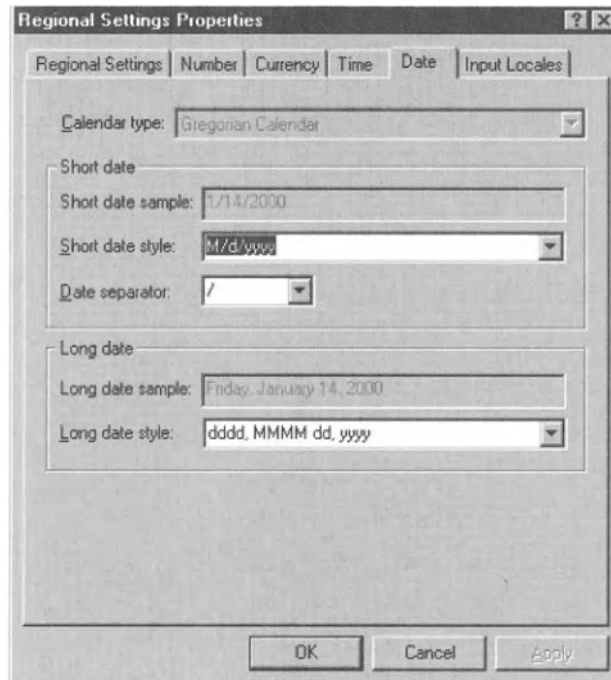 Regional Settings Properties ? X
Regional Settings Number Currency Time Date Input Locales
Calendar type: Gregorian Calendar
Short date
Short date sample: 1/14/2000
Short date style: M/d/yyyy
Date separator: /
Long date
Long date sample: Friday, January 14, 2000
Long date style: dddd, MMMM dd, yyyy
OK Cancel Apply